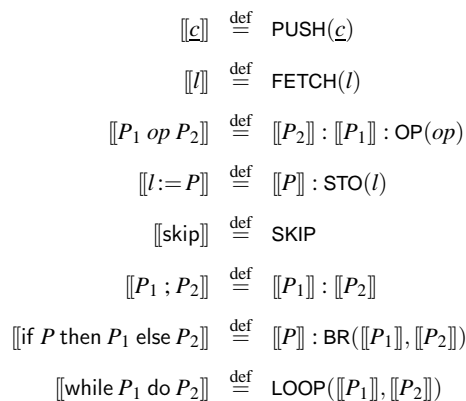 ⟦c̲⟧ ≝ PUSH(c̲)
⟦l⟧ ≝ FETCH(l)
⟦P₁ op P₂⟧ ≝ ⟦P₂⟧ : ⟦P₁⟧ : OP(op)
⟦l := P⟧ ≝ ⟦P⟧ : STO(l)
⟦skip⟧ ≝ SKIP
⟦P₁ ; P₂⟧ ≝ ⟦P₁⟧ : ⟦P₂⟧
⟦if P then P₁ else P₂⟧ ≝ ⟦P⟧ : BR(⟦P₁⟧, ⟦P₂⟧)
⟦while P₁ do P₂⟧ ≝ LOOP(⟦P₁⟧, ⟦P₂⟧)